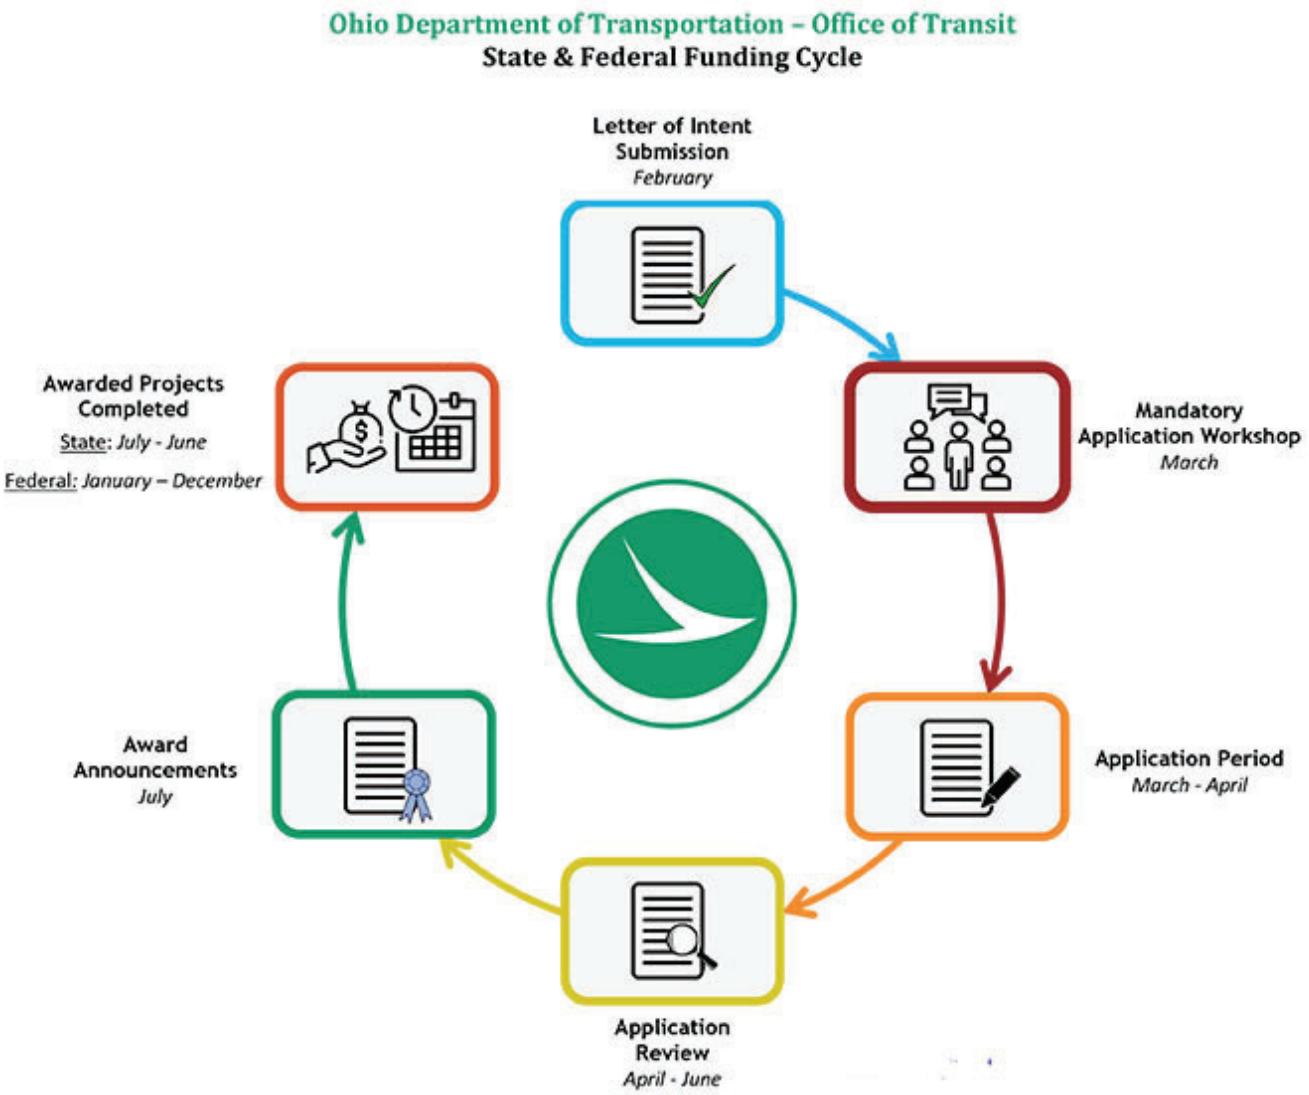 Ohio Department of Transportation – Office of Transit
State & Federal Funding Cycle
Letter of Intent
Submission
February
Mandatory
Application Workshop
March
Application Period
March - April
Application
Review
April - June
Award
Announcements
July
Awarded Projects
Completed
State: July - June
Federal: January – December
$